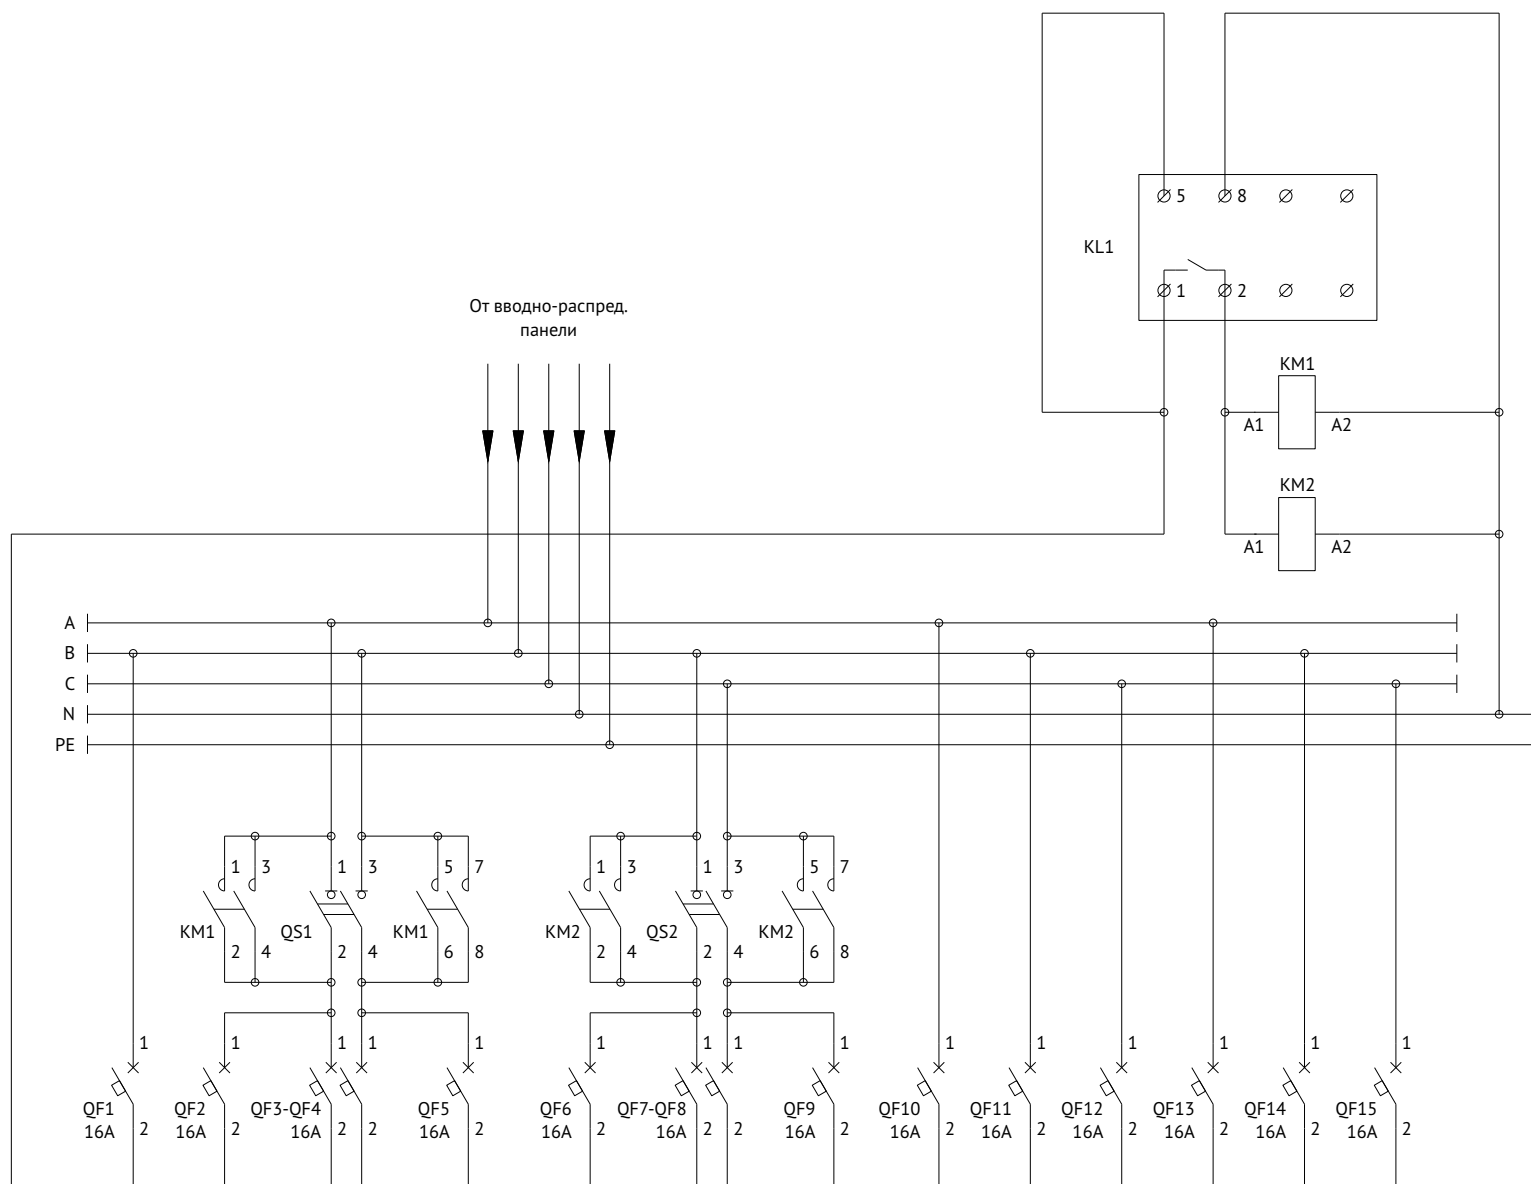 5 8
KL1
1 2
От вводно-распред.
панели
KM1
A1 A2
KM2
A1 A2
A
B
C
N
PE
1 3 1 3 5 7 1 3 1 3 5 7
KM1 QS1 KM1 KM2 QS2 KM2
2 4 2 4 6 8 2 4 2 4 6 8
1 1 1 1 1 1 1 1 1 1 1 1 1 1 1
QF1 QF2 QF3-QF4 QF5 QF6 QF7-QF8 QF9 QF10 QF11 QF12 QF13 QF14 QF15
16A 2 16A 2 16A 2 2 16A 2 16A 2 16A 2 2 16A 2 16A 2 16A 2 16A 2 16A 2 16A 2 16A 2